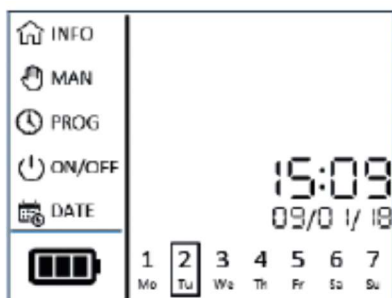 INFO
MAN
PROG
ON/OFF
DATE
15:09
09/01/18
1 2 3 4 5 6 7
Mo Tu We Th Fr Sa Su